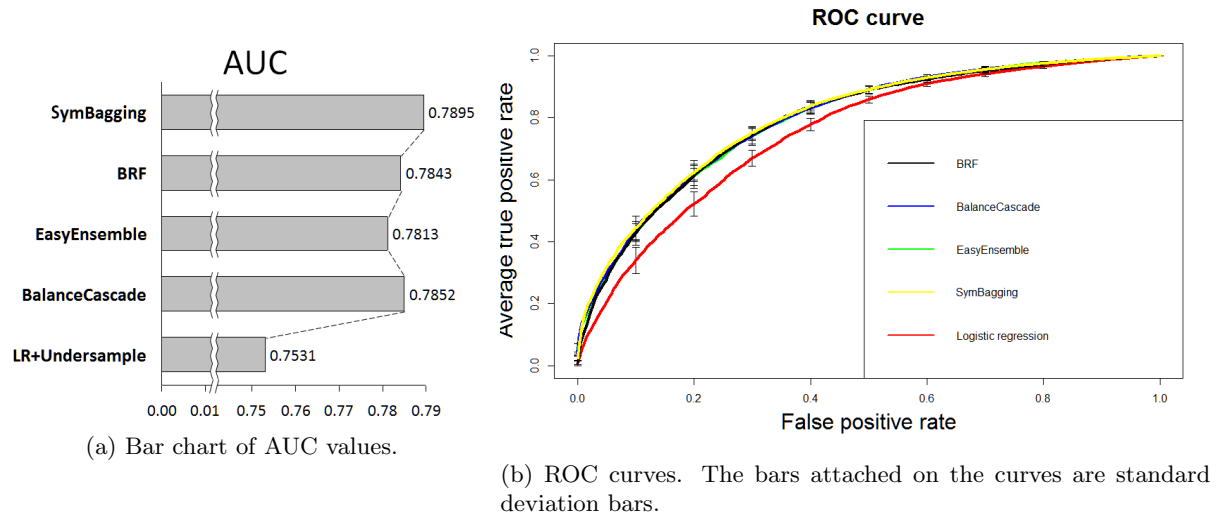 AUC
SymBagging
0.7895
BRF
0.7843
EasyEnsemble
0.7813
BalanceCascade
0.7852
LR+Undersample
0.7531
0.00 0.01 0.75 0.76 0.77 0.78 0.79
(a) Bar chart of AUC values.
ROC curve
Average true positive rate
1.0
0.8
0.6
0.4
0.2
0.0
BRF
BalanceCascade
EasyEnsemble
SymBagging
Logistic regression
0.0 0.2 0.4 0.6 0.8 1.0
False positive rate
(b) ROC curves. The bars attached on the curves are standard
deviation bars.